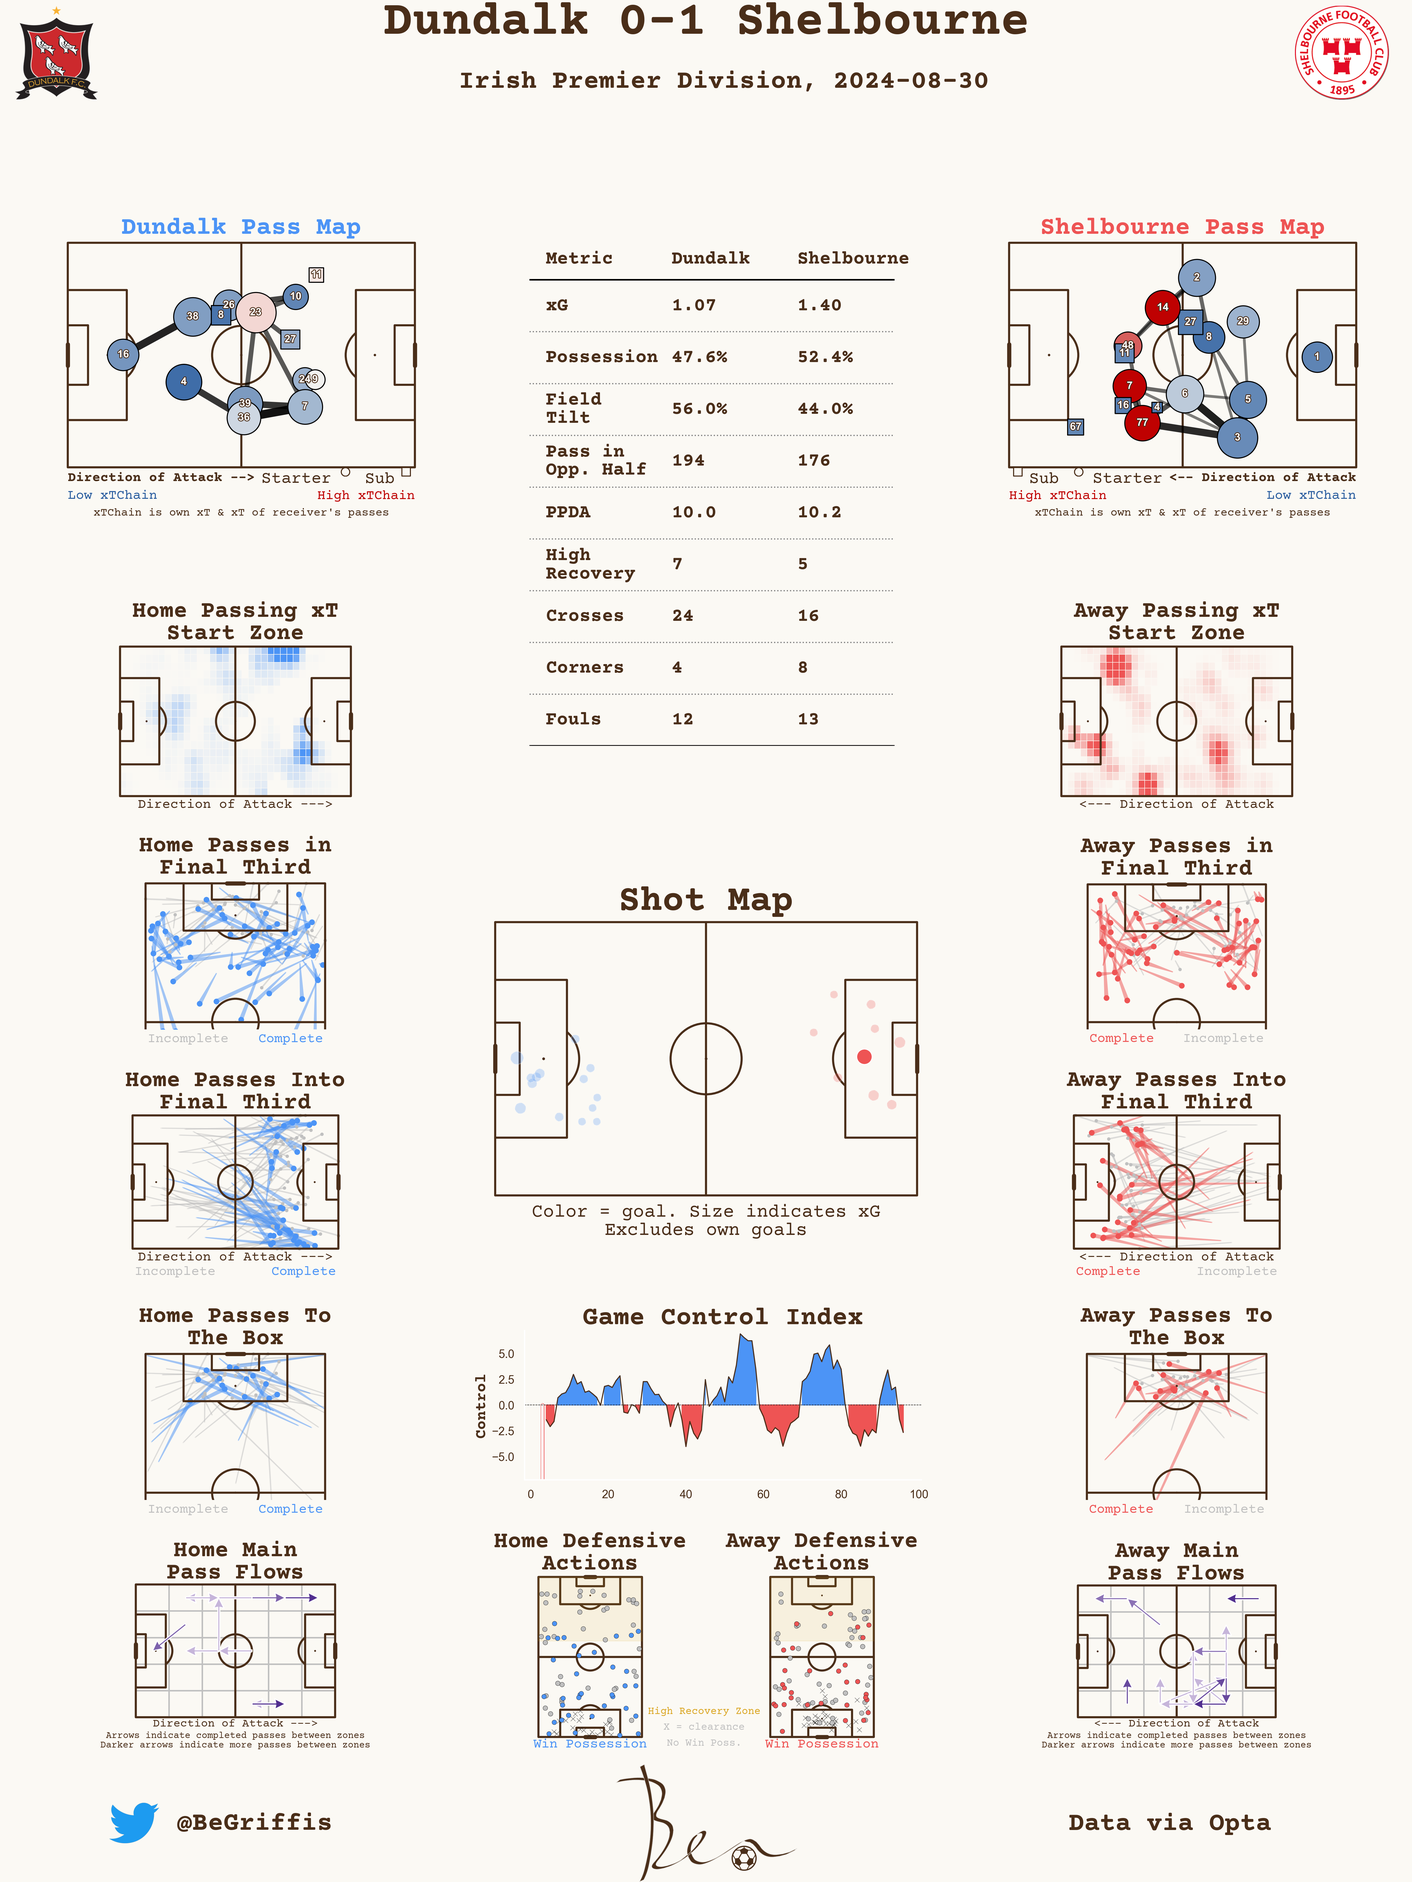 Dundalk 0-1 Shelbourne
Irish Premier Division, 2024-08-30
DUNDALK F.C.
SHELBOURNE FOOTBALL CLUB
1895
Dundalk Pass Map
11
10
26
23
38
8
27
16
4
24
9
39
7
36
Direction of Attack --> Starter Sub
Low xTChain High xTChain
xTChain is own xT & xT of receiver's passes
Metric Dundalk Shelbourne
xG 1.07 1.40
Possession 47.6% 52.4%
Field
Tilt 56.0% 44.0%
Pass in
Opp. Half 194 176
PPDA 10.0 10.2
High
Recovery 7 5
Crosses 24 16
Corners 4 8
Fouls 12 13
Shelbourne Pass Map
2
14
27
29
8
48
11
1
7
6
5
16
4
77
67
3
Sub Starter <-- Direction of Attack
High xTChain Low xTChain
xTChain is own xT & xT of receiver's passes
Home Passing xT
Start Zone
Direction of Attack --->
Away Passing xT
Start Zone
<--- Direction of Attack
Home Passes in
Final Third
Incomplete Complete
Away Passes in
Final Third
Complete Incomplete
Shot Map
Color = goal. Size indicates xG
Excludes own goals
Home Passes Into
Final Third
Direction of Attack --->
Incomplete Complete
Away Passes Into
Final Third
<--- Direction of Attack
Complete Incomplete
Home Passes To
The Box
Incomplete Complete
Game Control Index
Control
5.0
2.5
0.0
−2.5
−5.0
0 20 40 60 80 100
Away Passes To
The Box
Complete Incomplete
Home Main
Pass Flows
Direction of Attack --->
Arrows indicate completed passes between zones
Darker arrows indicate more passes between zones
Home Defensive
Actions
Win Possession
High Recovery Zone
X = clearance
No Win Poss.
Away Defensive
Actions
Win Possession
Away Main
Pass Flows
<--- Direction of Attack
Arrows indicate completed passes between zones
Darker arrows indicate more passes between zones
@BeGriffis
Ben
Data via Opta